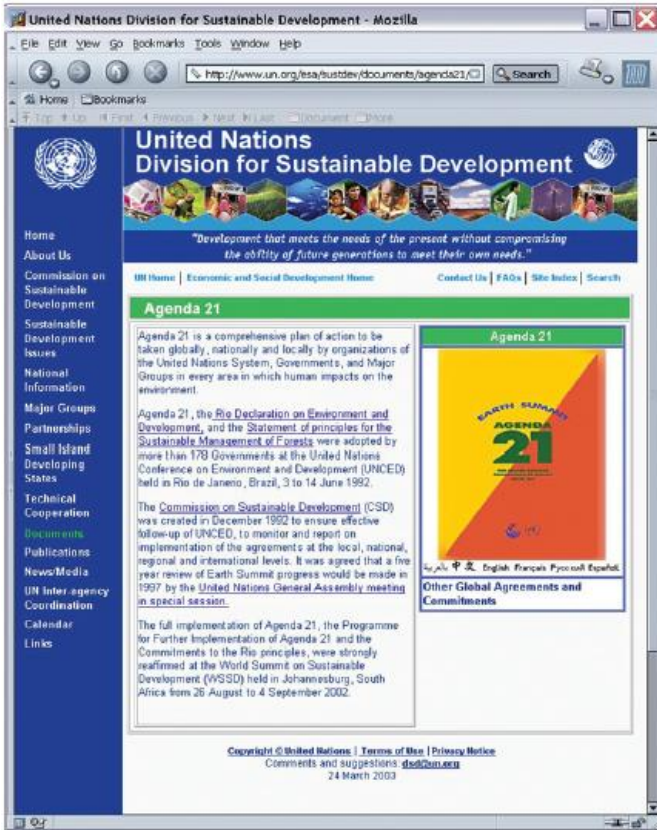 United Nations Division for Sustainable Development - Mozilla
File Edit View Go Bookmarks Tools Window Help
http://www.un.org/esa/sustdev/documents/agenda21/
Search
Home Bookmarks
Top Up First Previous Next Last Document More
United Nations
Division for Sustainable Development
"Development that meets the needs of the present without compromising
the ability of future generations to meet their own needs."
UN Home | Economic and Social Development Home
Contact Us | FAQs | Site Index | Search
Home
About Us
Commission on
Sustainable
Development
Sustainable
Development
Issues
National
Information
Major Groups
Partnerships
Small Island
Developing
States
Technical
Cooperation
Documents
Publications
News/Media
UN Inter-agency
Coordination
Calendar
Links
Agenda 21
Agenda 21 is a comprehensive plan of action to be
taken globally, nationally and locally by organizations of
the United Nations System, Governments, and Major
Groups in every area in which human impacts on the
environment.
Agenda 21, the Rio Declaration on Environment and
Development, and the Statement of principles for the
Sustainable Management of Forests were adopted by
more than 178 Governments at the United Nations
Conference on Environment and Development (UNCED)
held in Rio de Janerio, Brazil, 3 to 14 June 1992.
The Commission on Sustainable Development (CSD)
was created in December 1992 to ensure effective
follow-up of UNCED, to monitor and report on
implementation of the agreements at the local, national,
regional and international levels. It was agreed that a five
year review of Earth Summit progress would be made in
1997 by the United Nations General Assembly meeting
in special session.
The full implementation of Agenda 21, the Programme
for Further Implementation of Agenda 21 and the
Commitments to the Rio principles, were strongly
reaffirmed at the World Summit on Sustainable
Development (WSSD) held in Johannesburg, South
Africa from 26 August to 4 September 2002.
Agenda 21
EARTH SUMMIT
AGENDA
21
中文 English Français Русский Español
Other Global Agreements and
Commitments
Copyright © United Nations | Terms of Use | Privacy Notice
Comments and suggestions: dsd@un.org
24 March 2003